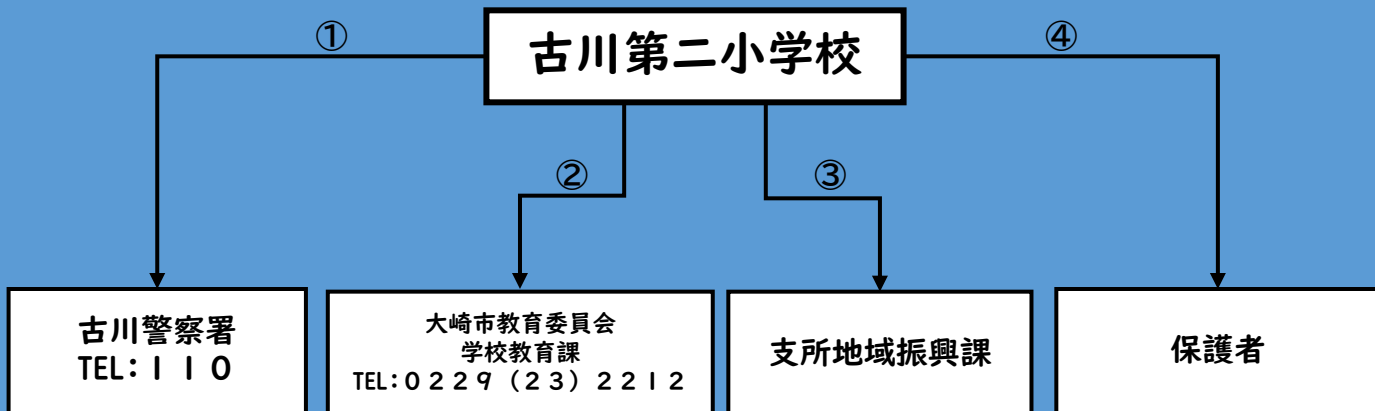 古川第二小学校
①
④
②
③
古川警察署
TEL:110
大崎市教育委員会
学校教育課
TEL:0229(23)2212
支所地域振興課
保護者